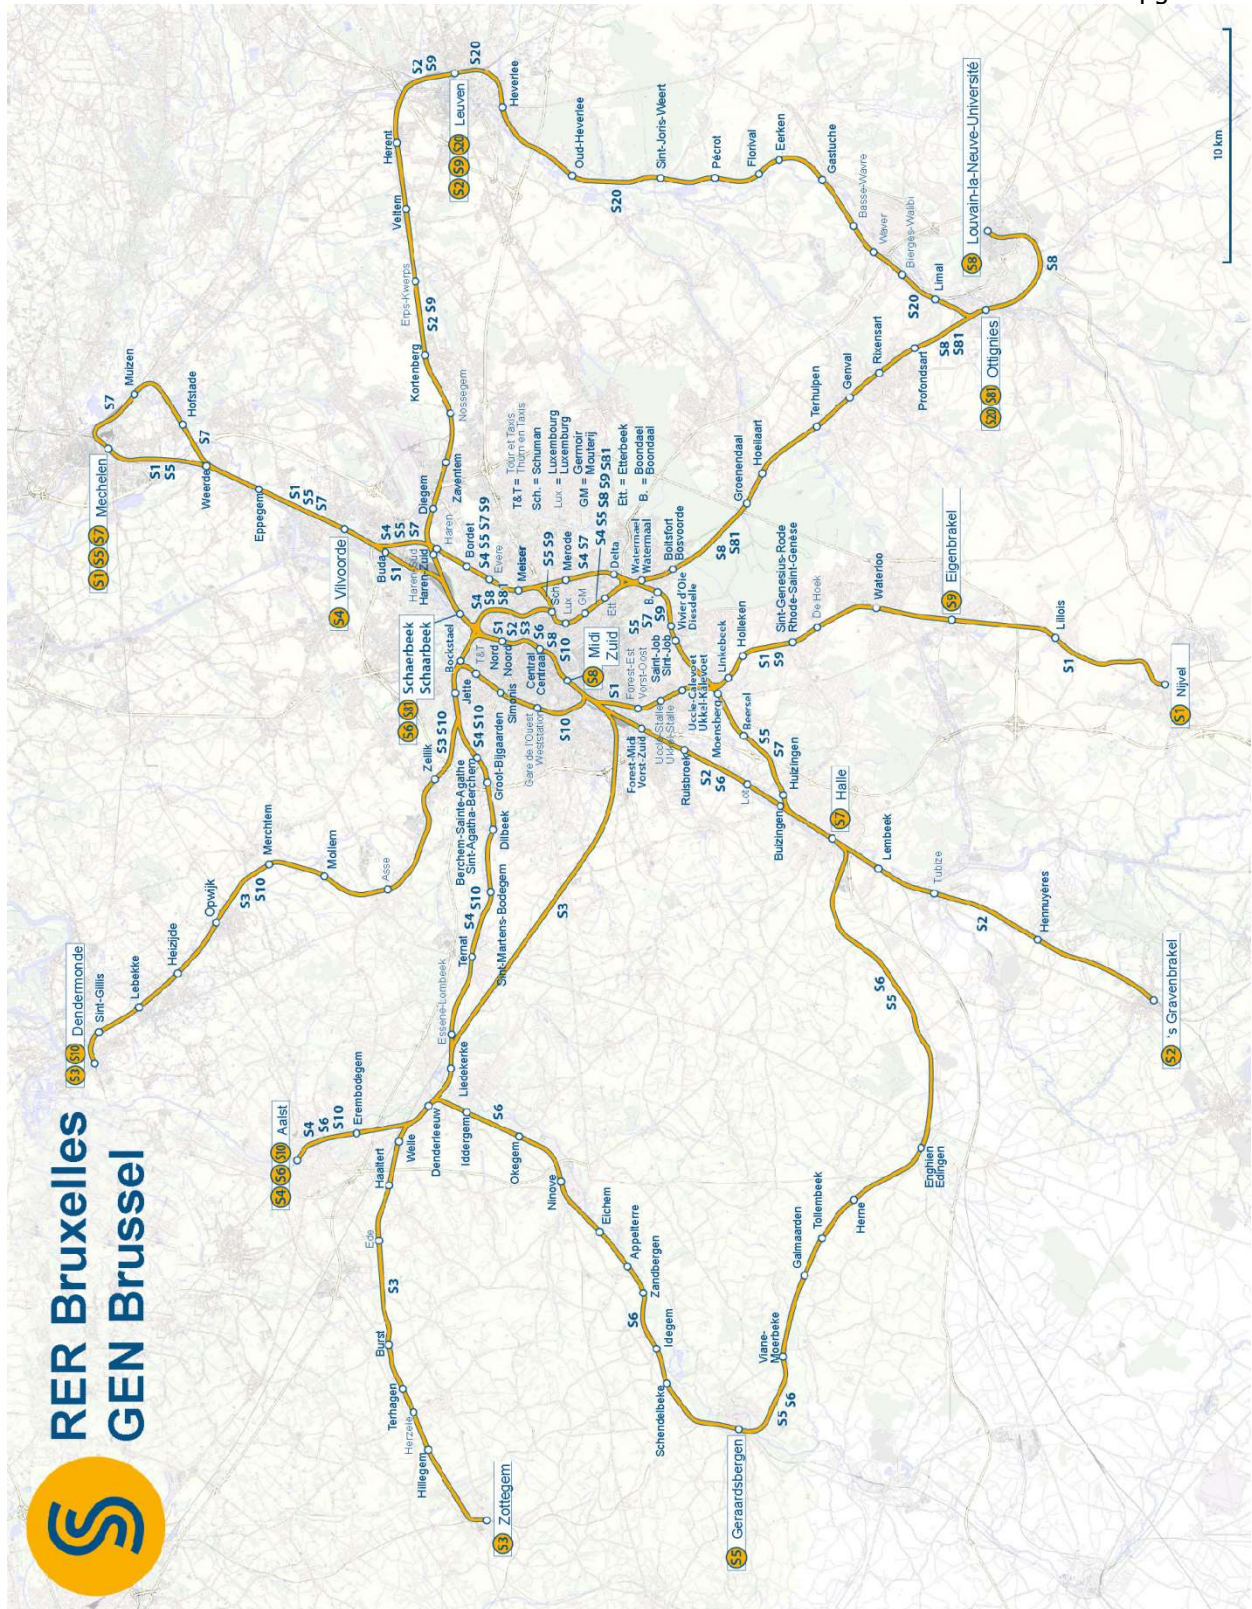 RER Bruxelles
GEN Brussel
S3 S10 Dendermonde
Sint-Gillis
Lebekke
Heizijde
Opwijk
S3
S10
Merchtem
Mollem
Asse
Zellik
S3 S10
S4 S6 S10 Aalst
S4
S6
S10
Erembodegem
Haaltert
Welle
Ede
S3
Burst
Terhagen
Herzele
Hillegem
S3 Zottegem
Denderleeuw
Liedekerke
Essene-Lombeek
Ternat
S4
S10
Sint-Martens-Bodegem
Dilbeek
Groot-Bijgaarden
Berchem-Sainte-Agathe
Sint-Agatha-Berchem
S4 S10
S3
Iddergem
S6
Okegem
Ninove
Eichem
Appelterre
Zandbergen
S6
Idegem
Schendelbeke
S5 Geraardsbergen
S5
S6
Viane-
Moerbeke
Galmaarden
Tollembeek
Herne
Enghien
Edingen
S6
S5
S1 S5 S7 Mechelen
S7
Muizen
Hofstade
S7
S1
S5
Weerde
Eppegem
S1
S5
S7
S4 Vilvoorde
Buda
S1
S4
S5
S7
Haren-Sud
Haren-Zuid
Haren
Diegem
Zaventem
Nossegem
Kortenberg
S2 S9
Erps-Kwerps
Veltem
Herent
S2
S9
S2 S9 S20 Leuven
S20
Heverlee
Oud-Heverlee
S20
Sint-Joris-Weert
Pécrot
Florival
Eerken
Gastuche
Basse-Wavre
Waver
Bierges-Walibi
S20
Limal
S8 Louvain-la-Neuve-Université
S8
S20 S81 Ottignies
S8
S81
Profondsart
Rixensart
Genval
Terhulpen
Hoeilaart
Groenendaal
S8
S81
Boitsfort
Bosvoorde
Watermael
Watermaal
Delta
Merode
Meiser
Evere
Bordet
S4 S5 S7 S9
S6 S81 Schaerbeek
Schaarbeek
Bockstael
T&T
Jette
Simonis
Gare de l'Ouest
Weststation
S10
Nord
Noord
Central
Centraal
S1
S2
S3
S6
S8
S10
S4
S8
S81
Sch.
Lux
GM
Ett.
B.
S5 S9
S4 S7
S4 S5 S8 S9 S81
T&T = Tour et Taxis
Thurn en Taxis
Sch. = Schuman
Lux = Luxembourg
Luxemburg
GM = Germoir
Mouterij
Ett. = Etterbeek
B. = Boondael
Boondaal
S8 Midi
Zuid
S1
Forest-Est
Vorst-Oost
S5
S7
S9
Vivier d'Oie
Diesdelle
Saint-Job
Sint-Job
Uccle-Stalle
Ukkel-Stalle
Uccle-Calevoet
Ukkel-Kalevoet
Moensberg
Linkebeek
Holleken
S1
S9
Sint-Genesius-Rode
Rhode-Saint-Genèse
De Hoek
Waterloo
S9 Eigenbrakel
Lillois
S1
S1 Nijvel
Forest-Midi
Vorst-Zuid
Ruisbroek
S2
S6
Lot
Beersel
S5
S7
Huizingen
Buizingen
S7 Halle
Lembeek
Tubize
S2
Hennuyères
S2 's Gravenbrakel
10 km